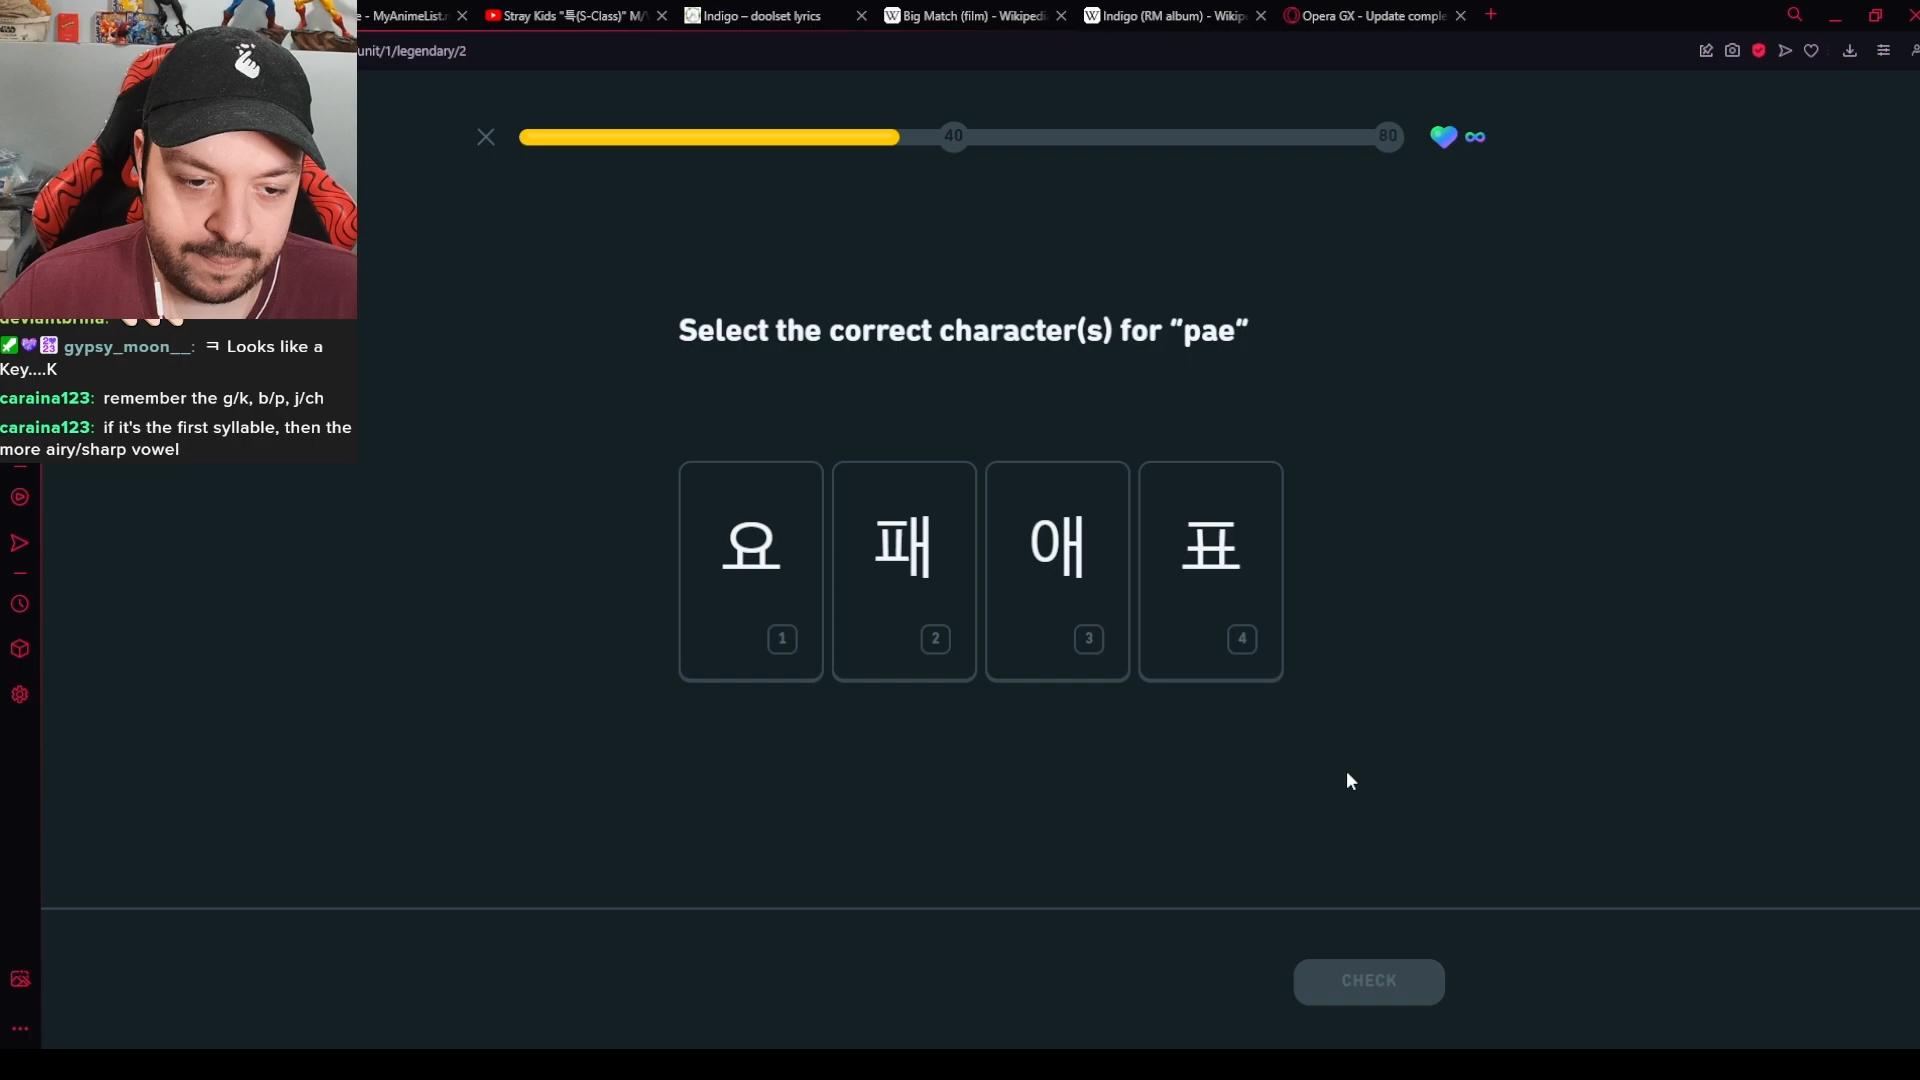 e - MyAnimeList.n
Stray Kids "특(S-Class)" M/V
Indigo – doolset lyrics
Big Match (film) - Wikipedi
Indigo (RM album) - Wikip
Opera GX - Update comple
unit/1/legendary/2
40
80
Select the correct character(s) for "pae"
deviantbrina:
gypsy_moon__: ㅋ Looks like a
Key....K
caraina123: remember the g/k, b/p, j/ch
caraina123: if it's the first syllable, then the
more airy/sharp vowel
요 패 애 표
1 2 3 4
CHECK